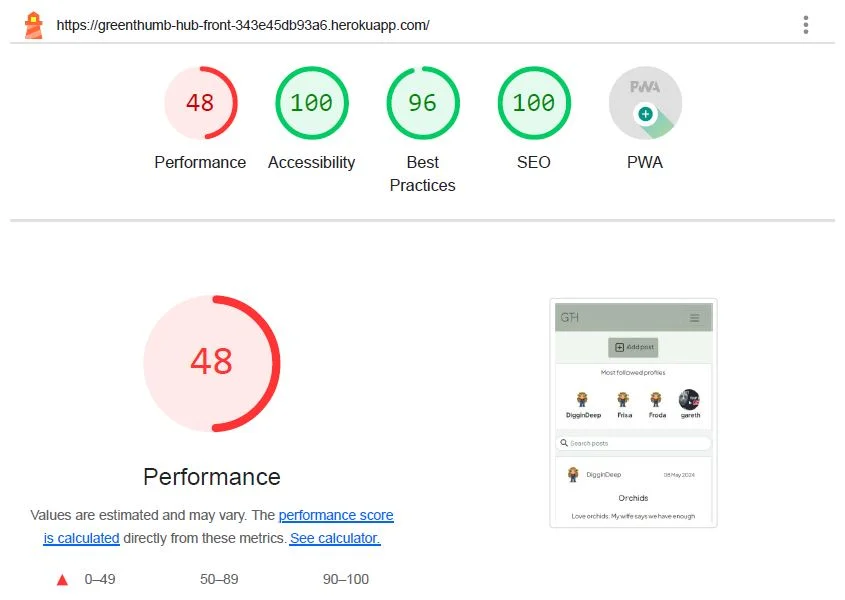 https://greenthumb-hub-front-343e45db93a6.herokuapp.com/
48
100
96
100
PWA
Performance
Accessibility
Best
Practices
SEO
PWA
48
Performance
Values are estimated and may vary. The performance score
is calculated directly from these metrics. See calculator.
0–49
50–89
90–100
GTH
Add post
Most followed profiles
DigginDeep
Frixa
Froda
gareth
Search posts
DigginDeep
08 May 2024
Orchids
Love orchids. My wife says we have enough